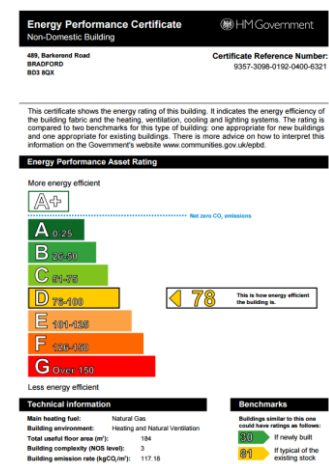 Energy Performance Certificate
HM Government
Non-Domestic Building
489, Barkerend Road
BRADFORD
BD3 8QX
Certificate Reference Number:
9357-3098-0192-0400-6321
This certificate shows the energy rating of this building. It indicates the energy efficiency of
the building fabric and the heating, ventilation, cooling and lighting systems. The rating is
compared to two benchmarks for this type of building: one appropriate for new buildings
and one appropriate for existing buildings. There is more advice on how to interpret this
information on the Government's website www.communities.gov.uk/epbd.
Energy Performance Asset Rating
More energy efficient
A+
Net zero CO₂ emissions
A 0-25
B 26-50
C 51-75
D 76-100
78
This is how energy efficient
the building is.
E 101-125
F 126-150
G Over 150
Less energy efficient
Technical information
Main heating fuel: Natural Gas
Building environment: Heating and Natural Ventilation
Total useful floor area (m²): 184
Building complexity (NOS level): 3
Building emission rate (kgCO₂/m²): 117.18
Benchmarks
Buildings similar to this one
could have ratings as follows:
30 If newly built
81 If typical of the
existing stock